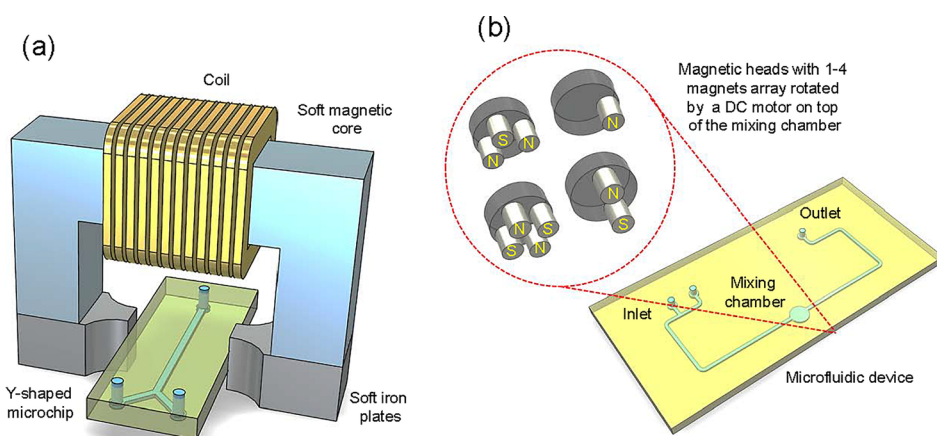 (a)
Coil
Soft magnetic
core
Y-shaped
microchip
Soft iron
plates
(b)
Magnetic heads with 1-4
magnets array rotated
by a DC motor on top
of the mixing chamber
S
N
N
N
N
S
N
S
S
N
Outlet
Mixing
chamber
Inlet
Microfluidic device